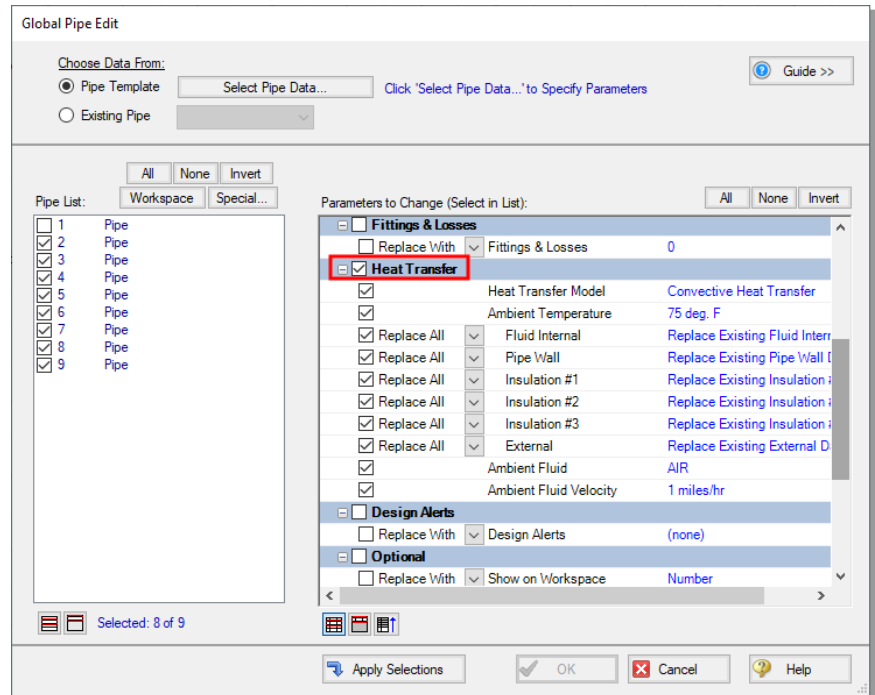 Global Pipe Edit
Choose Data From:
Pipe Template Select Pipe Data... Click 'Select Pipe Data...' to Specify Parameters Guide >>
Existing Pipe
All None Invert
Pipe List: Workspace Special... Parameters to Change (Select in List): All None Invert
1 Pipe
2 Pipe
3 Pipe
4 Pipe
5 Pipe
6 Pipe
7 Pipe
8 Pipe
9 Pipe
Fittings & Losses
Replace With Fittings & Losses 0
Heat Transfer
Heat Transfer Model Convective Heat Transfer
Ambient Temperature 75 deg. F
Replace All Fluid Internal Replace Existing Fluid Intern
Replace All Pipe Wall Replace Existing Pipe Wall D
Replace All Insulation #1 Replace Existing Insulation #
Replace All Insulation #2 Replace Existing Insulation #
Replace All Insulation #3 Replace Existing Insulation #
Replace All External Replace Existing External D
Ambient Fluid AIR
Ambient Fluid Velocity 1 miles/hr
Design Alerts
Replace With Design Alerts (none)
Optional
Replace With Show on Workspace Number
Selected: 8 of 9
Apply Selections OK Cancel Help